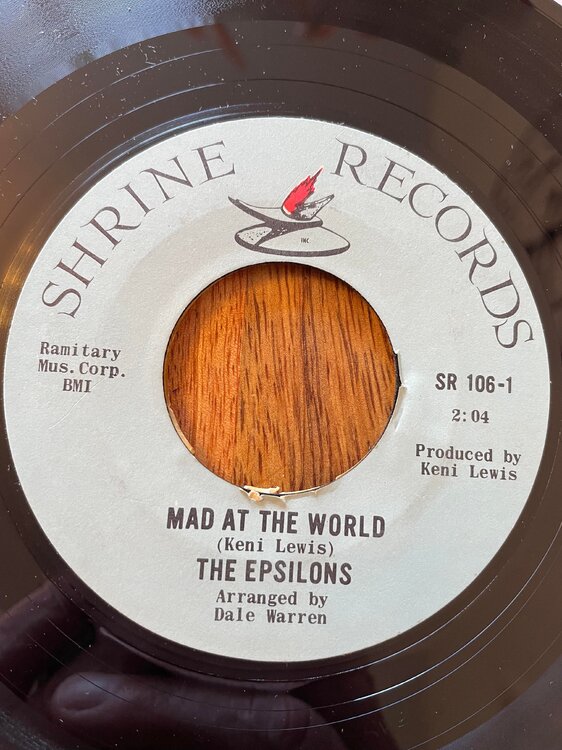 SHRINE RECORDS
INC
Ramitary
Mus. Corp.
BMI
SR 106-1
2:04
Produced by
Keni Lewis
MAD AT THE WORLD
(Keni Lewis)
THE EPSILONS
Arranged by
Dale Warren